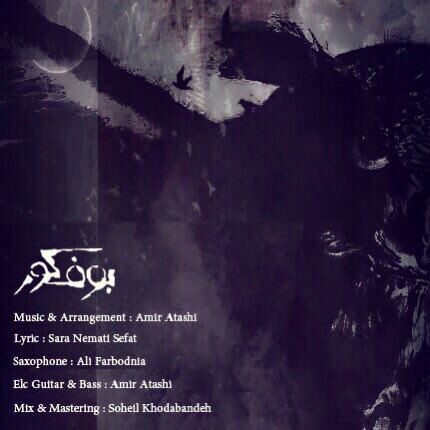 بوف کور
Music & Arrangement : Amir Atashi
Lyric : Sara Nemati Sefat
Saxophone : Ali Farbodnia
Elc Guitar & Bass : Amir Atashi
Mix & Mastering : Soheil Khodabandeh